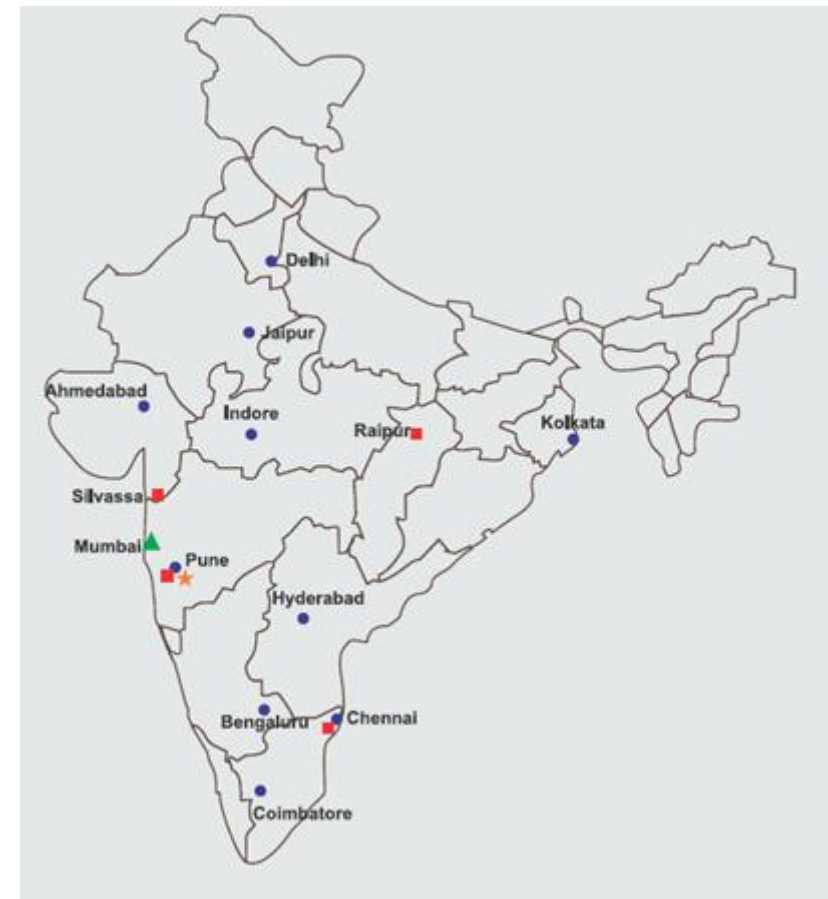 Delhi
Jaipur
Ahmedabad
Indore
Raipur
Kolkata
Silvassa
Mumbai
Pune
Hyderabad
Bengaluru
Chennai
Coimbatore